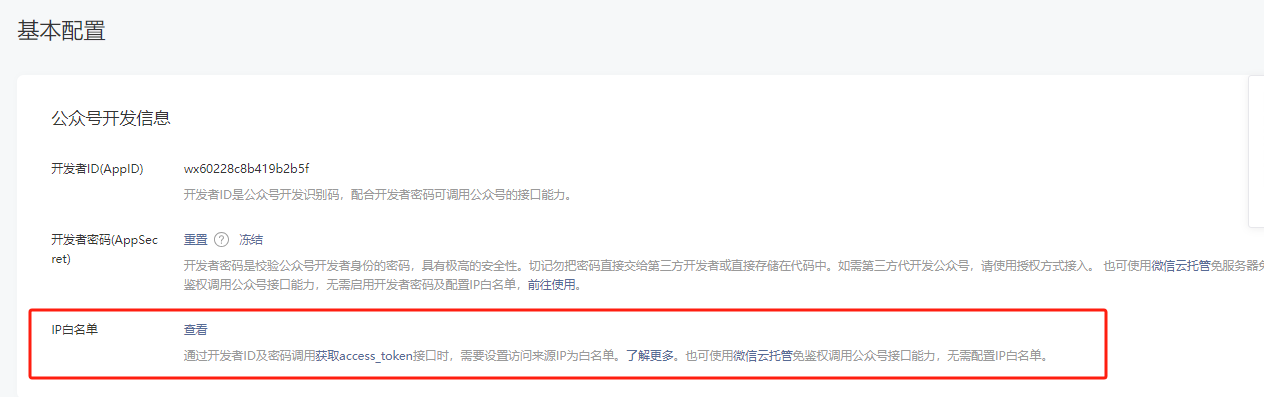 基本配置
公众号开发信息
开发者ID(AppID)
wx60228c8b419b2b5f
开发者ID是公众号开发识别码，配合开发者密码可调用公众号的接口能力。
开发者密码(AppSec
ret)
重置 ? 冻结
开发者密码是校验公众号开发者身份的密码，具有极高的安全性。切记勿把密码直接交给第三方开发者或直接存储在代码中。如需第三方代开发公众号，请使用授权方式接入。 也可使用微信云托管免服务器免
鉴权调用公众号接口能力，无需启用开发者密码及配置IP白名单，前往使用。
IP白名单
查看
通过开发者ID及密码调用获取access_token接口时，需要设置访问来源IP为白名单。了解更多。也可使用微信云托管免鉴权调用公众号接口能力，无需配置IP白名单。